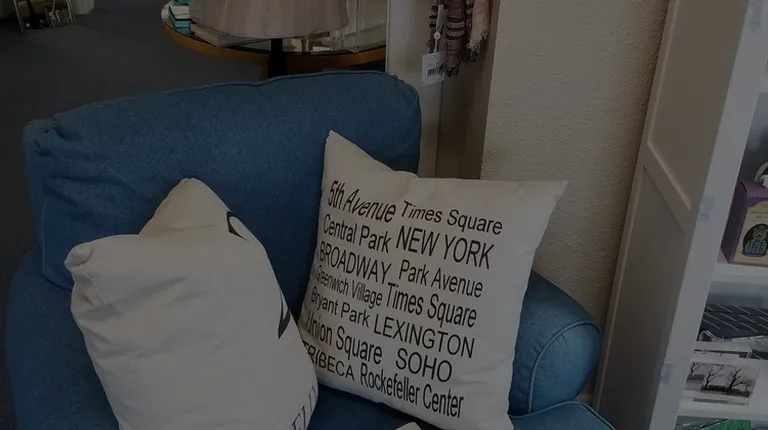 5th Avenue Times Square
Central Park NEW YORK
BROADWAY Park Avenue
Greenwich Village Times Square
Bryant Park LEXINGTON
Union Square SOHO
TRIBECA Rockefeller Center